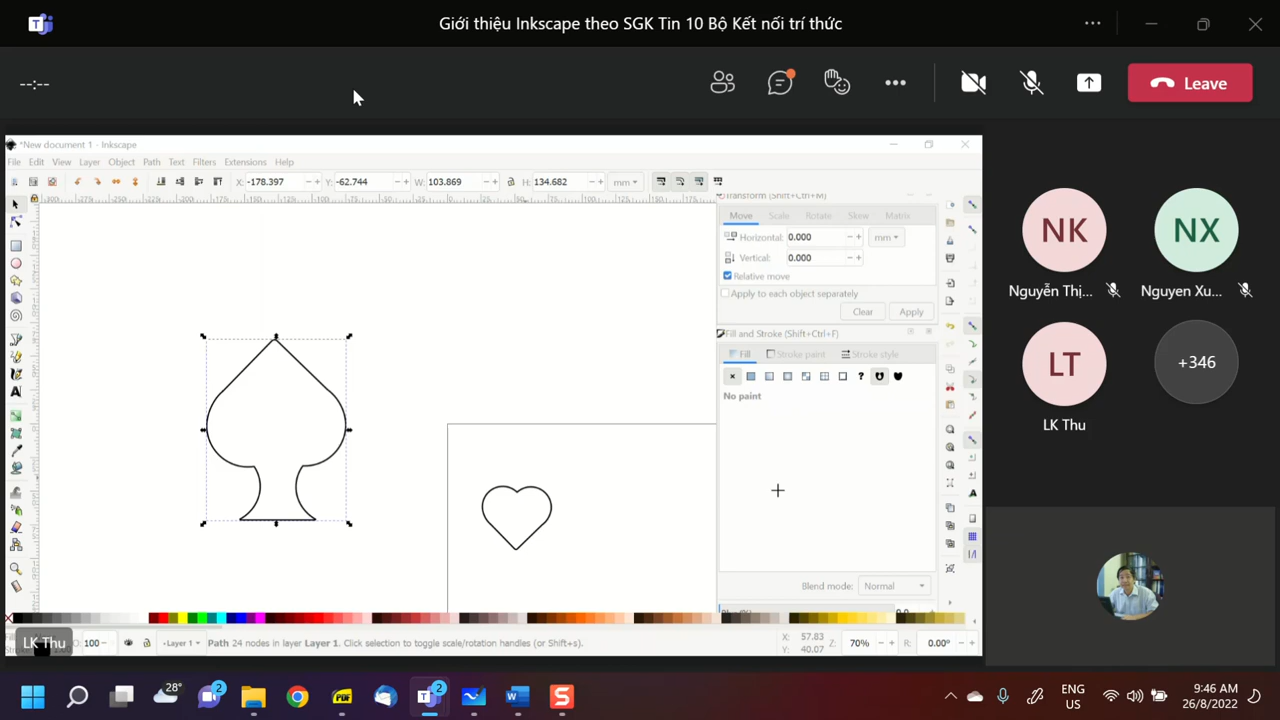 Giới thiệu Inkscape theo SGK Tin 10 Bộ Kết nối trí thức
--:--
Leave
*New document 1 - Inkscape
File Edit View Layer Object Path Text Filters Extensions Help
X: -178.397 Y: -62.744 W: 103.869 H: 134.682 mm
Transform (Shift+Ctrl+M)
Move Scale Rotate Skew Matrix
Horizontal: 0.000 mm
Vertical: 0.000
Relative move
Apply to each object separately
Clear Apply
Fill and Stroke (Shift+Ctrl+F)
Fill Stroke paint Stroke style
No paint
Blend mode: Normal
O: 100 Layer 1 Path 24 nodes in layer Layer 1. Click selection to toggle scale/rotation handles (or Shift+s).
X: 57.83
Y: 40.07
Z: 70% R: 0.00°
LK Thu
NK
Nguyễn Thị...
NX
Nguyen Xu...
LT
LK Thu
+346
28°
2
PDF
2
ENG
US
9:46 AM
26/8/2022